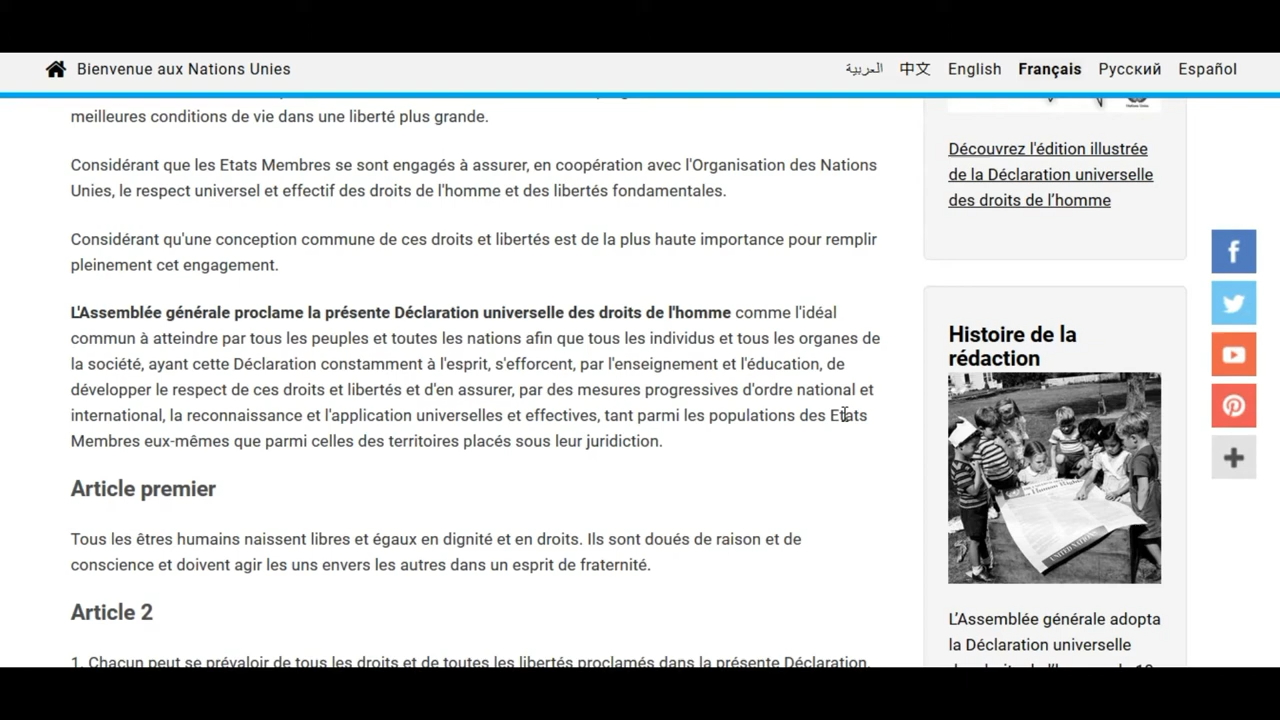 Bienvenue aux Nations Unies
العربية
中文
English
Français
Русский
Español
meilleures conditions de vie dans une liberté plus grande.
Considérant que les Etats Membres se sont engagés à assurer, en coopération avec l'Organisation des Nations
Unies, le respect universel et effectif des droits de l'homme et des libertés fondamentales.
Considérant qu'une conception commune de ces droits et libertés est de la plus haute importance pour remplir
pleinement cet engagement.
L'Assemblée générale proclame la présente Déclaration universelle des droits de l'homme comme l'idéal
commun à atteindre par tous les peuples et toutes les nations afin que tous les individus et tous les organes de
la société, ayant cette Déclaration constamment à l'esprit, s'efforcent, par l'enseignement et l'éducation, de
développer le respect de ces droits et libertés et d'en assurer, par des mesures progressives d'ordre national et
international, la reconnaissance et l'application universelles et effectives, tant parmi les populations des Etats
Membres eux-mêmes que parmi celles des territoires placés sous leur juridiction.
Article premier
Tous les êtres humains naissent libres et égaux en dignité et en droits. Ils sont doués de raison et de
conscience et doivent agir les uns envers les autres dans un esprit de fraternité.
Article 2
1. Chacun peut se prévaloir de tous les droits et de toutes les libertés proclamés dans la présente Déclaration,
Découvrez l'édition illustrée
de la Déclaration universelle
des droits de l’homme
Histoire de la
rédaction
Human Rights
UNITED NATIONS
L’Assemblée générale adopta
la Déclaration universelle